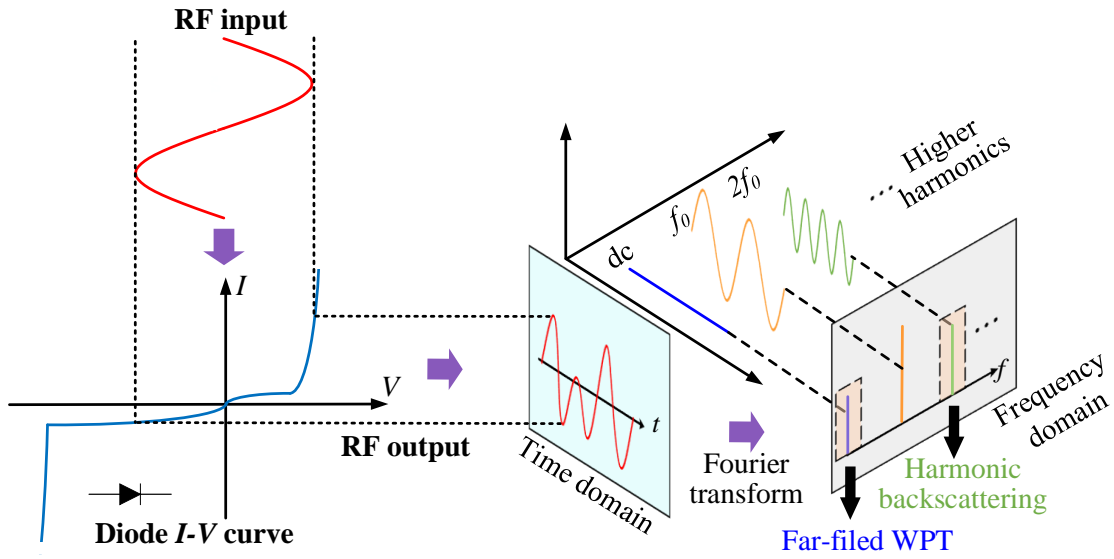 RF input
I
V
RF output
Diode I-V curve
dc
f₀
2f₀
Higher
harmonics
...
...
t
Time domain
Fourier
transform
f
Frequency
domain
Harmonic
backscattering
Far-filed WPT